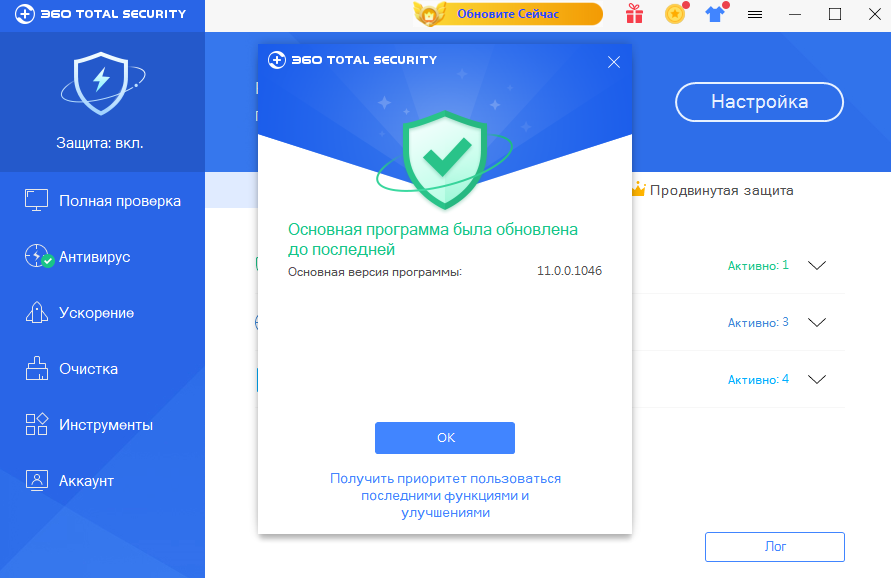 360 TOTAL SECURITY
Обновите Сейчас
Защита: вкл.
Полная проверка
Антивирус
Ускорение
Очистка
Инструменты
Аккаунт
360 TOTAL SECURITY
Основная программа была обновлена
до последней
Основная версия программы: 11.0.0.1046
OK
Получить приоритет пользоваться
последними функциями и
улучшениями
Настройка
Продвинутая защита
Активно: 1
Активно: 3
Активно: 4
Лог